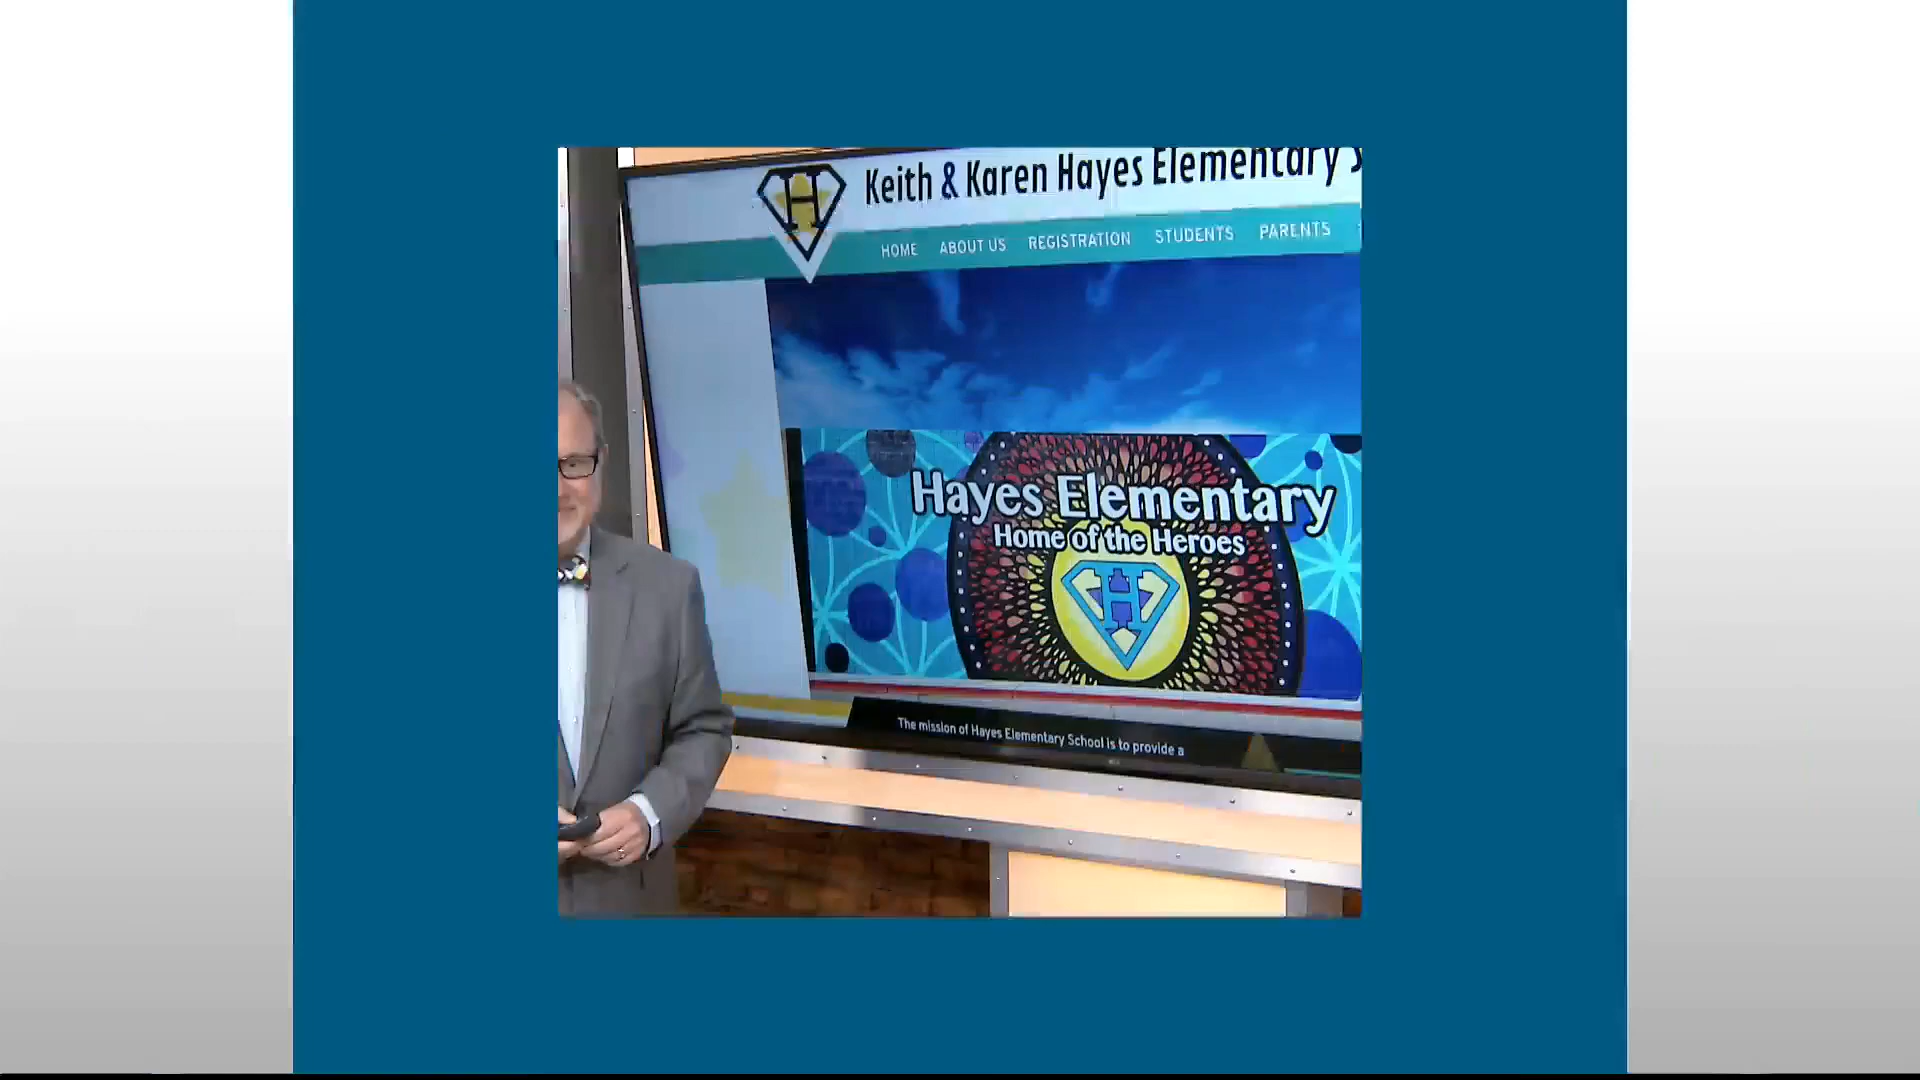 H
Keith & Karen Hayes Elementary S
HOME ABOUT US REGISTRATION STUDENTS PARENTS
Hayes Elementary
Home of the Heroes
H
The mission of Hayes Elementary School is to provide a